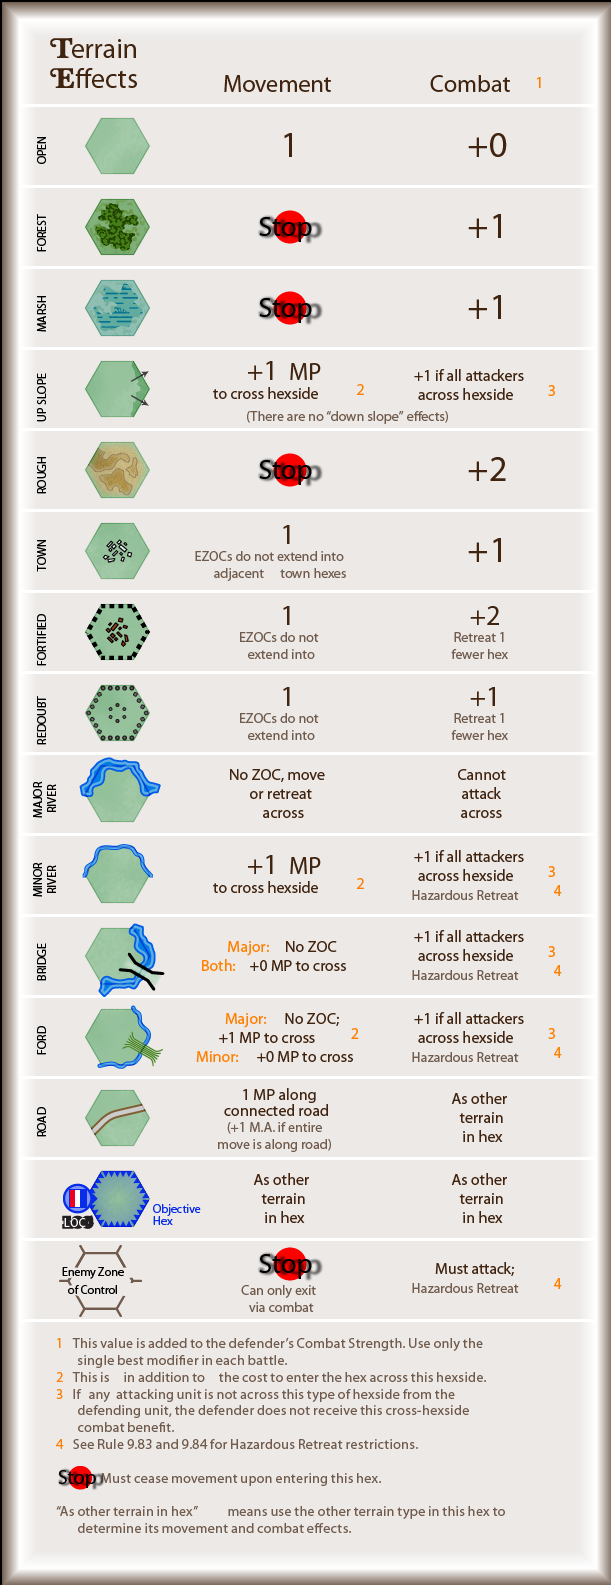 Terrain
Effects
Movement
Combat 1
OPEN
1
+0
FOREST
Stop
+1
MARSH
Stop
+1
UP SLOPE
+1 MP
to cross hexside 2
(There are no “down slope” effects)
+1 if all attackers
across hexside 3
ROUGH
Stop
+2
TOWN
1
EZOCs do not extend into
adjacent town hexes
+1
FORTIFIED
1
EZOCs do not
extend into
+2
Retreat 1
fewer hex
REDOUBT
1
EZOCs do not
extend into
+1
Retreat 1
fewer hex
MAJOR
RIVER
No ZOC, move
or retreat
across
Cannot
attack
across
MINOR
RIVER
+1 MP
to cross hexside 2
+1 if all attackers
across hexside 3
Hazardous Retreat 4
BRIDGE
Major: No ZOC
Both: +0 MP to cross
+1 if all attackers
across hexside 3
Hazardous Retreat 4
FORD
Major: No ZOC;
+1 MP to cross 2
Minor: +0 MP to cross
+1 if all attackers
across hexside 3
Hazardous Retreat 4
ROAD
1 MP along
connected road
(+1 M.A. if entire
move is along road)
As other
terrain
in hex
LOC
Objective
Hex
As other
terrain
in hex
As other
terrain
in hex
Enemy Zone
of Control
Stop
Can only exit
via combat
Must attack;
Hazardous Retreat 4
1 This value is added to the defender’s Combat Strength. Use only the
single best modifier in each battle.
2 This is in addition to the cost to enter the hex across this hexside.
3 If any attacking unit is not across this type of hexside from the
defending unit, the defender does not receive this cross-hexside
combat benefit.
4 See Rule 9.83 and 9.84 for Hazardous Retreat restrictions.
Stop Must cease movement upon entering this hex.
“As other terrain in hex” means use the other terrain type in this hex to
determine its movement and combat effects.